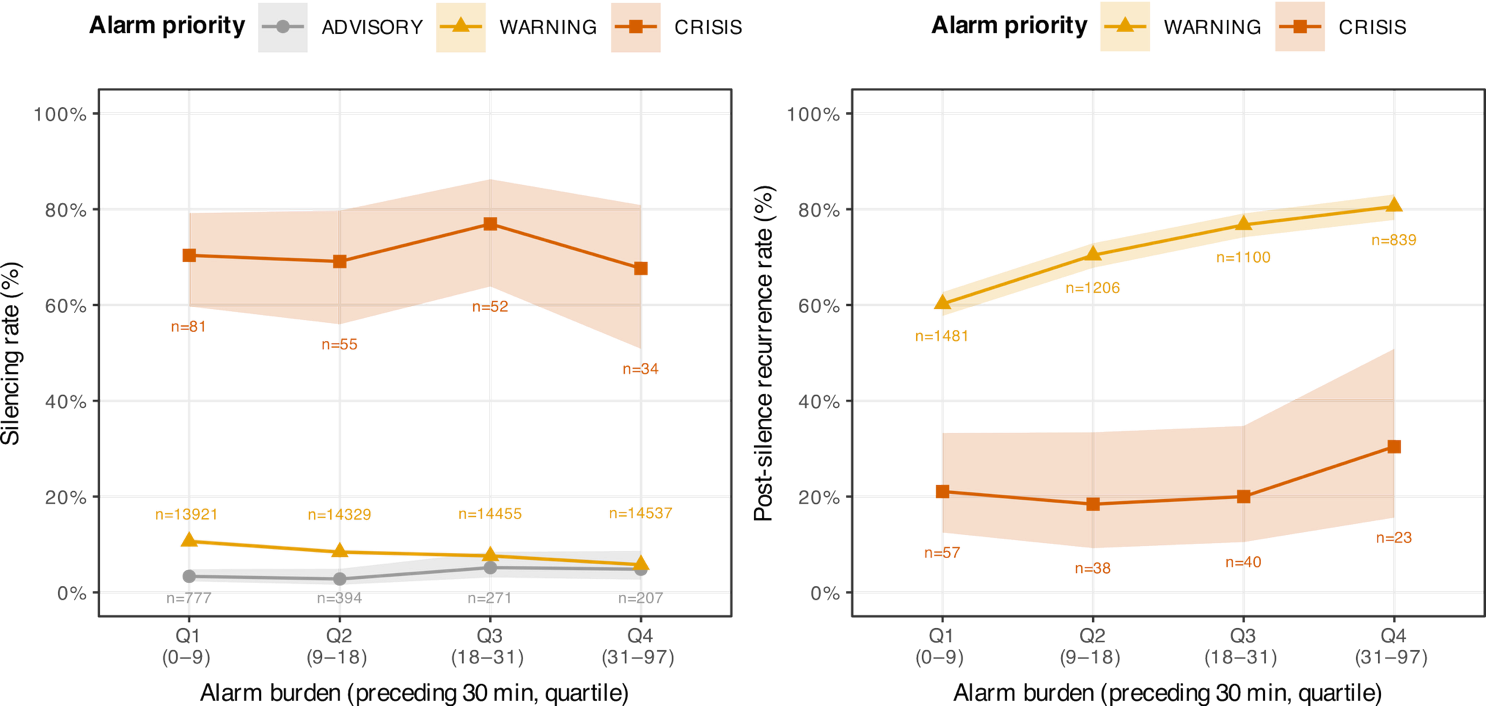 Alarm priority ADVISORY WARNING CRISIS
Silencing rate (%)
100%
80%
60%
40%
20%
0%
n=81
n=55
n=52
n=34
n=13921
n=14329
n=14455
n=14537
n=777
n=394
n=271
n=207
Q1 Q2 Q3 Q4
(0–9) (9–18) (18–31) (31–97)
Alarm burden (preceding 30 min, quartile)
Alarm priority WARNING CRISIS
Post-silence recurrence rate (%)
100%
80%
60%
40%
20%
0%
n=1481
n=1206
n=1100
n=839
n=57
n=38
n=40
n=23
Q1 Q2 Q3 Q4
(0–9) (9–18) (18–31) (31–97)
Alarm burden (preceding 30 min, quartile)